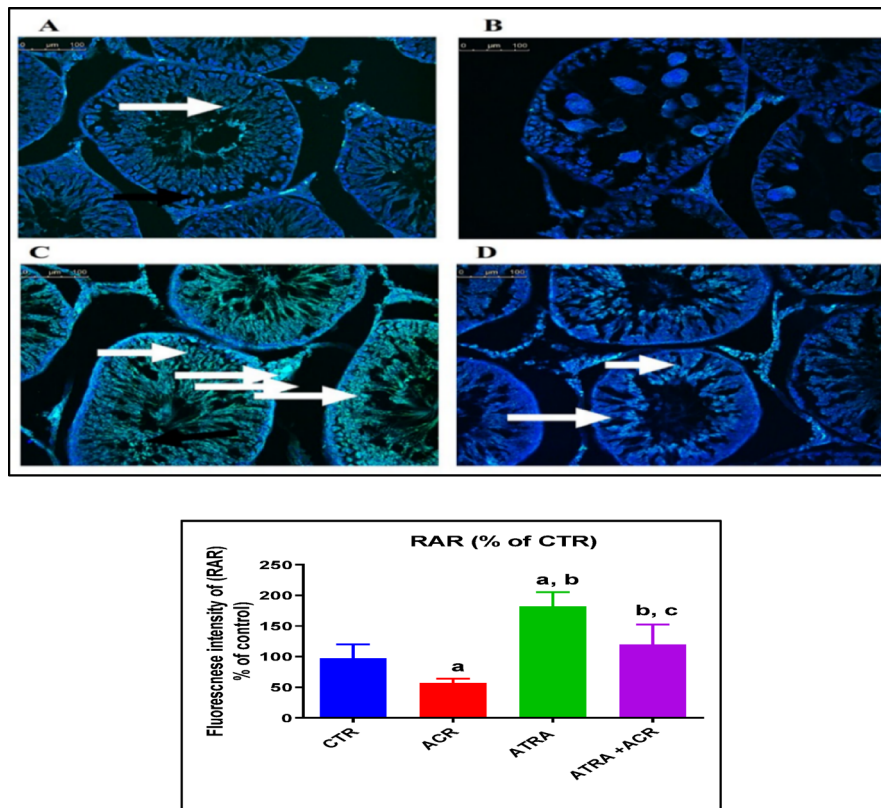 A
B
0 µm 100
0 µm 100
C
D
µm 100
0 µm 100
RAR (% of CTR)
Fluorescnese intensity of (RAR)
% of control)
250
200
150
100
50
0
a
a, b
b, c
CTR
ACR
ATRA
ATRA +ACR